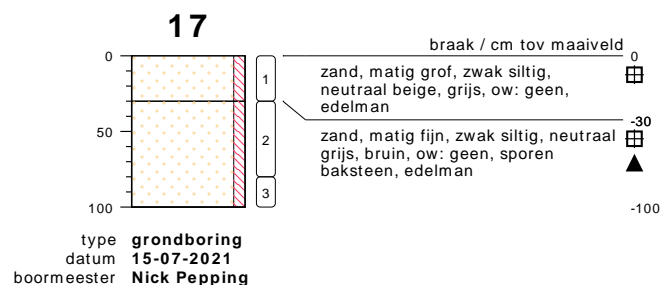 17
braak / cm tov maaiveld
0
0
1
zand, matig grof, zwak siltig,
neutraal beige, grijs, ow: geen,
edelman
-30
50
2
zand, matig fijn, zwak siltig, neutraal
grijs, bruin, ow: geen, sporen
baksteen, edelman
3
100
-100
type grondboring
datum 15-07-2021
boormeester Nick Pepping